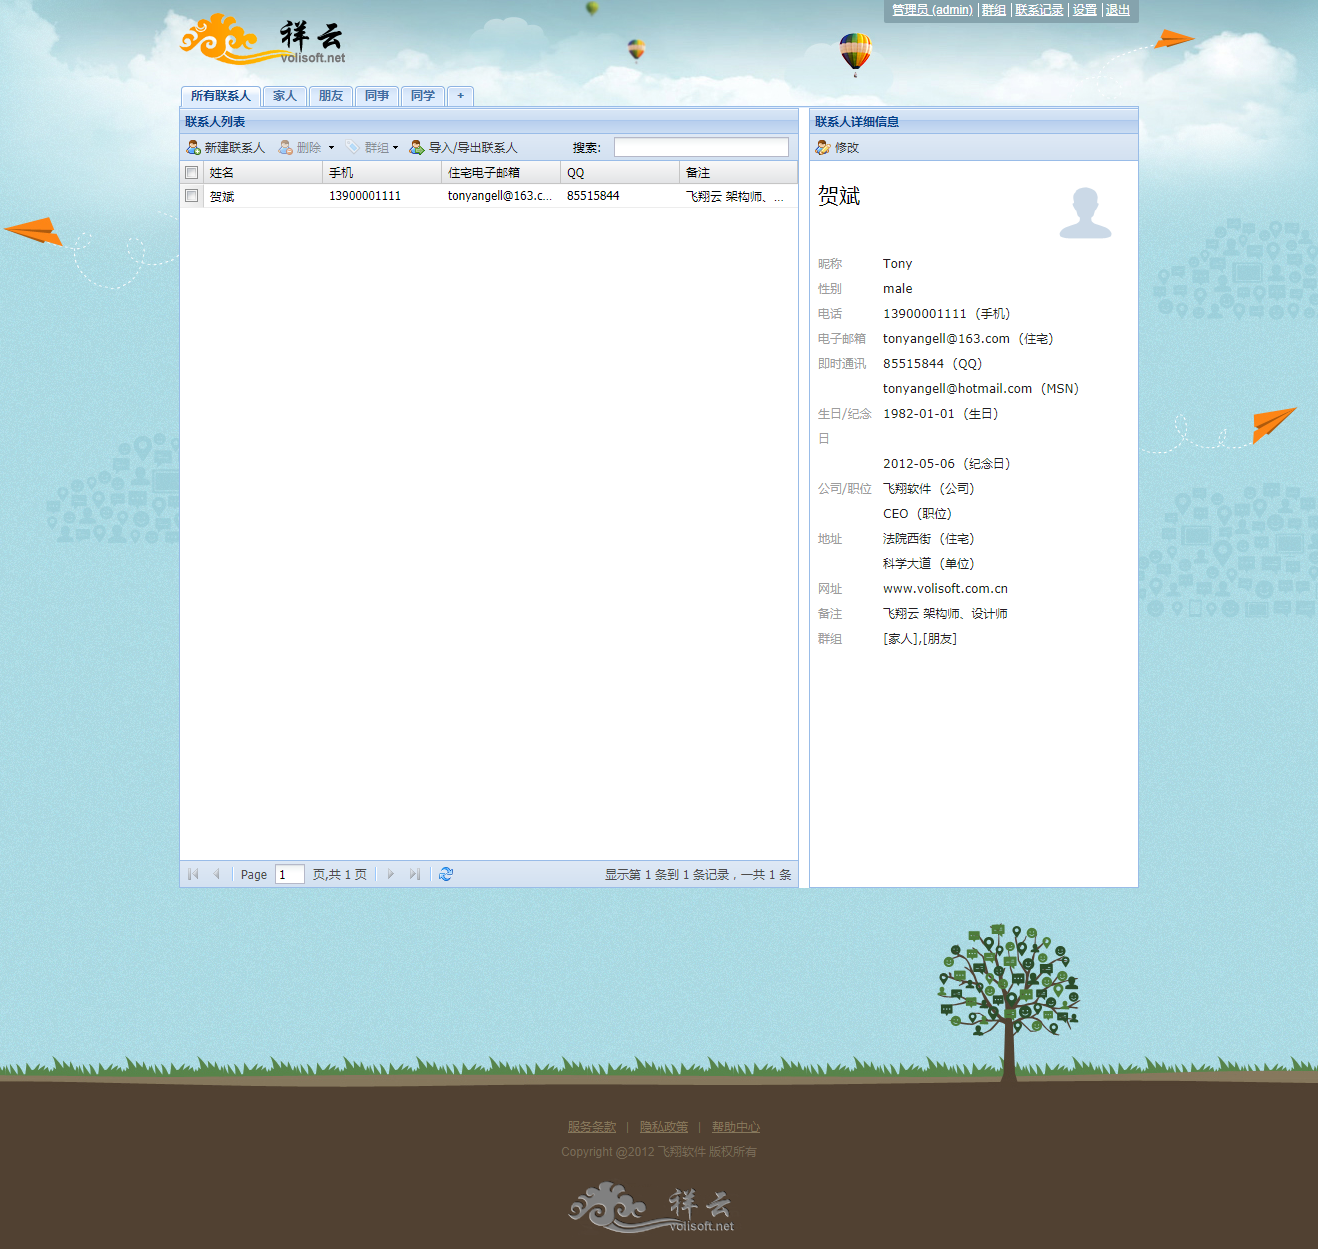 管理员 (admin) | 群组 | 联系记录 | 设置 | 退出
祥云
volisoft.net
所有联系人 家人 朋友 同事 同学 +
联系人列表
新建联系人 删除 群组 导入/导出联系人 搜索:
姓名 手机 住宅电子邮箱 QQ 备注
贺斌 13900001111 tonyangell@163.c... 85515844 飞翔云 架构师、...
Page 1 页,共 1 页
显示第 1 条到 1 条记录，一共 1 条
联系人详细信息
修改
贺斌
昵称 Tony
性别 male
电话 13900001111（手机）
电子邮箱 tonyangell@163.com（住宅）
即时通讯 85515844（QQ）
tonyangell@hotmail.com（MSN）
生日/纪念 1982-01-01（生日）
日
2012-05-06（纪念日）
公司/职位 飞翔软件（公司）
CEO（职位）
地址 法院西街（住宅）
科学大道（单位）
网址 www.volisoft.com.cn
备注 飞翔云 架构师、设计师
群组 [家人],[朋友]
服务条款 | 隐私政策 | 帮助中心
Copyright @2012 飞翔软件 版权所有
祥云
volisoft.net